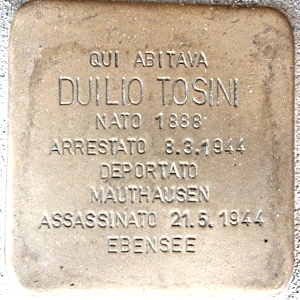 QUI ABITAVA
DUILIO TOSINI
NATO 1888
ARRESTATO 8.3.1944
DEPORTATO
MAUTHAUSEN
ASSASSINATO 21.5.1944
EBENSEE